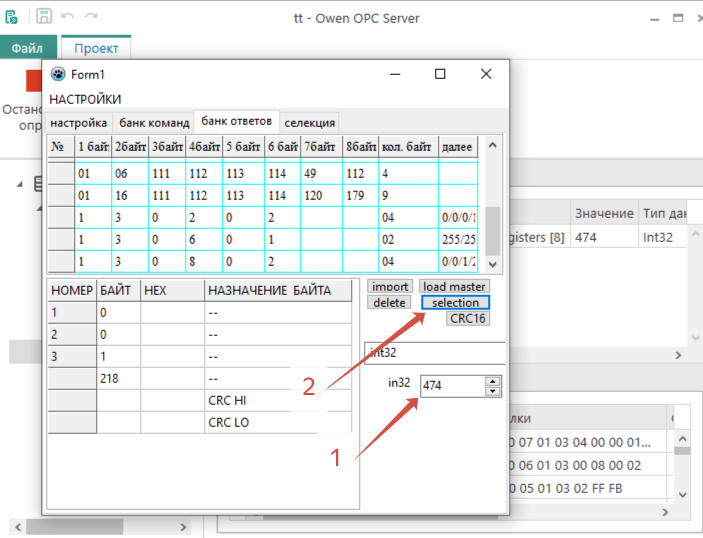 tt - Owen OPC Server
Файл
Проект
Form1
НАСТРОЙКИ
настройка банк команд банк ответов селекция
№ 1 байт 2байт 3байт 4байт 5 байт 6 байт 7байт 8байт кол. байт далее
01 06 111 112 113 114 49 112 4
01 16 111 112 113 114 120 179 9
1 3 0 2 0 2 04 0/0/0/1
1 3 0 6 0 1 02 255/25
1 3 0 8 0 2 04 0/0/1/2
Останo
опр
Значение Тип дан
gisters [8] 474 Int32
НОМЕР БАЙТ HEX НАЗНАЧЕНИЕ БАЙТА
1 0 --
2 0 --
3 1 --
218 --
CRC HI
CRC LO
import load master
delete selection
CRC16
int32
in32 474
2
1
лки
0 07 01 03 04 00 00 01...
0 06 01 03 00 08 00 02
0 05 01 03 02 FF FB